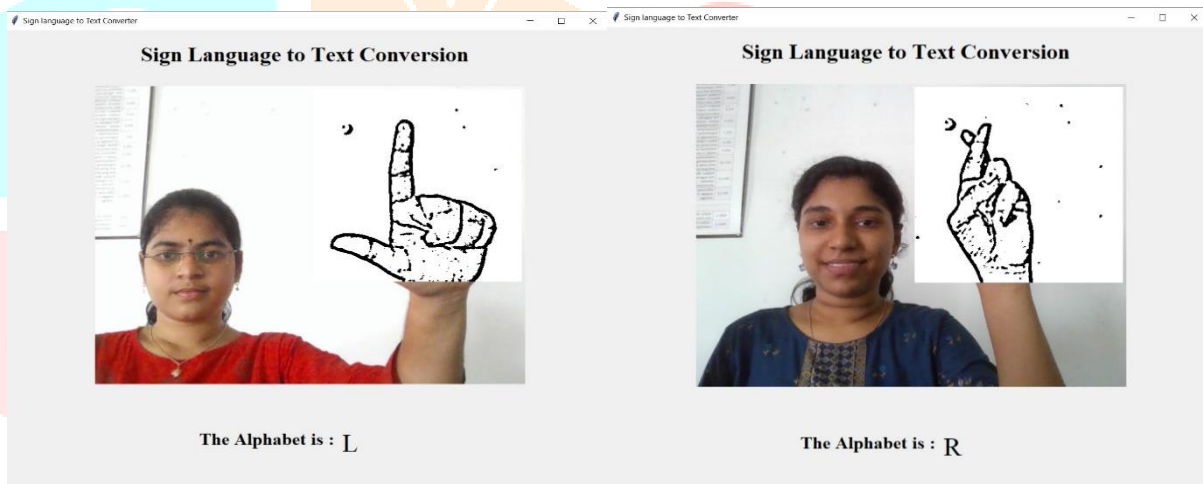 Sign language to Text Converter
Sign Language to Text Conversion
The Alphabet is : L
Sign language to Text Converter
Sign Language to Text Conversion
The Alphabet is : R